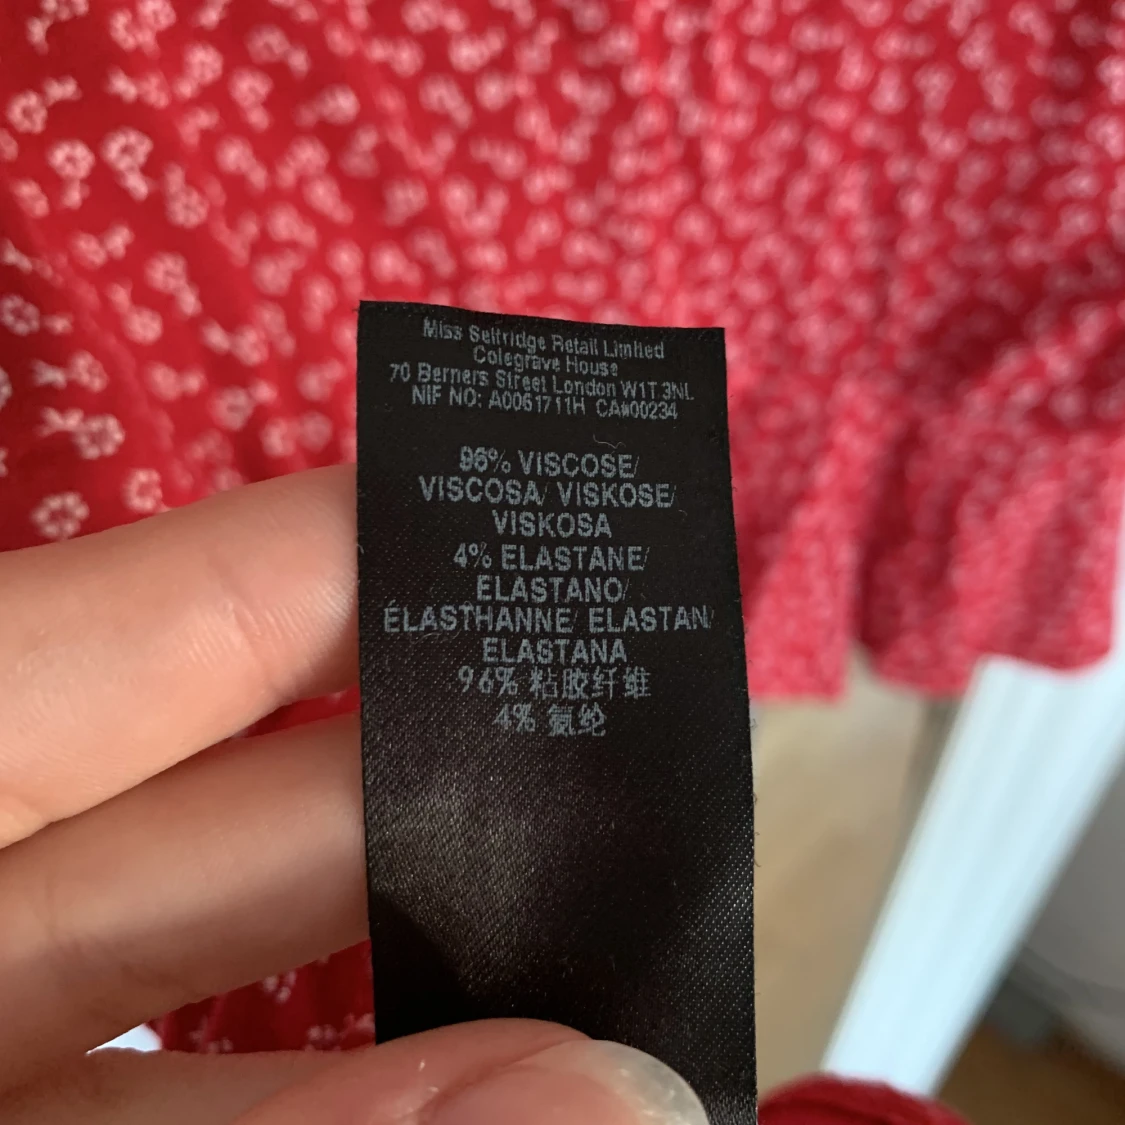 Miss Selfridge Retail Limited
Colegrave House
70 Berners Street London W1T 3NL
NIF NO: A0061711H CA#00234
96% VISCOSE/
VISCOSA/ VISKOSE/
VISKOSA
4% ELASTANE/
ELASTANO/
ÉLASTHANNE/ ELASTAN/
ELASTANA
96% 粘胶纤维
4% 氨纶